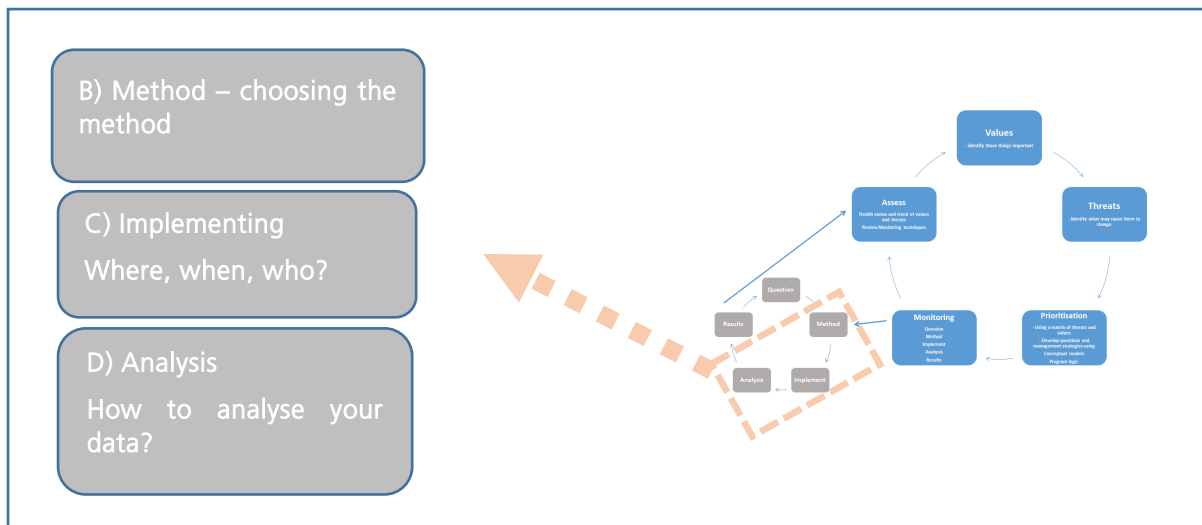 B) Method – choosing the
method
C) Implementing
Where, when, who?
D) Analysis
How to analyse your
data?
Values
- identify those things important
Threats
- identify what may cause them to
change
Prioritisation
- Using a matrix of threats and
values
- Develop questions and
management strategies using
Conceptual models
Program logic
Monitoring
Question
Method
Implement
Analysis
Results
Assess
Health status and trend of values
and threats
Review Monitoring techniques
Question
Method
Implement
Analysis
Results